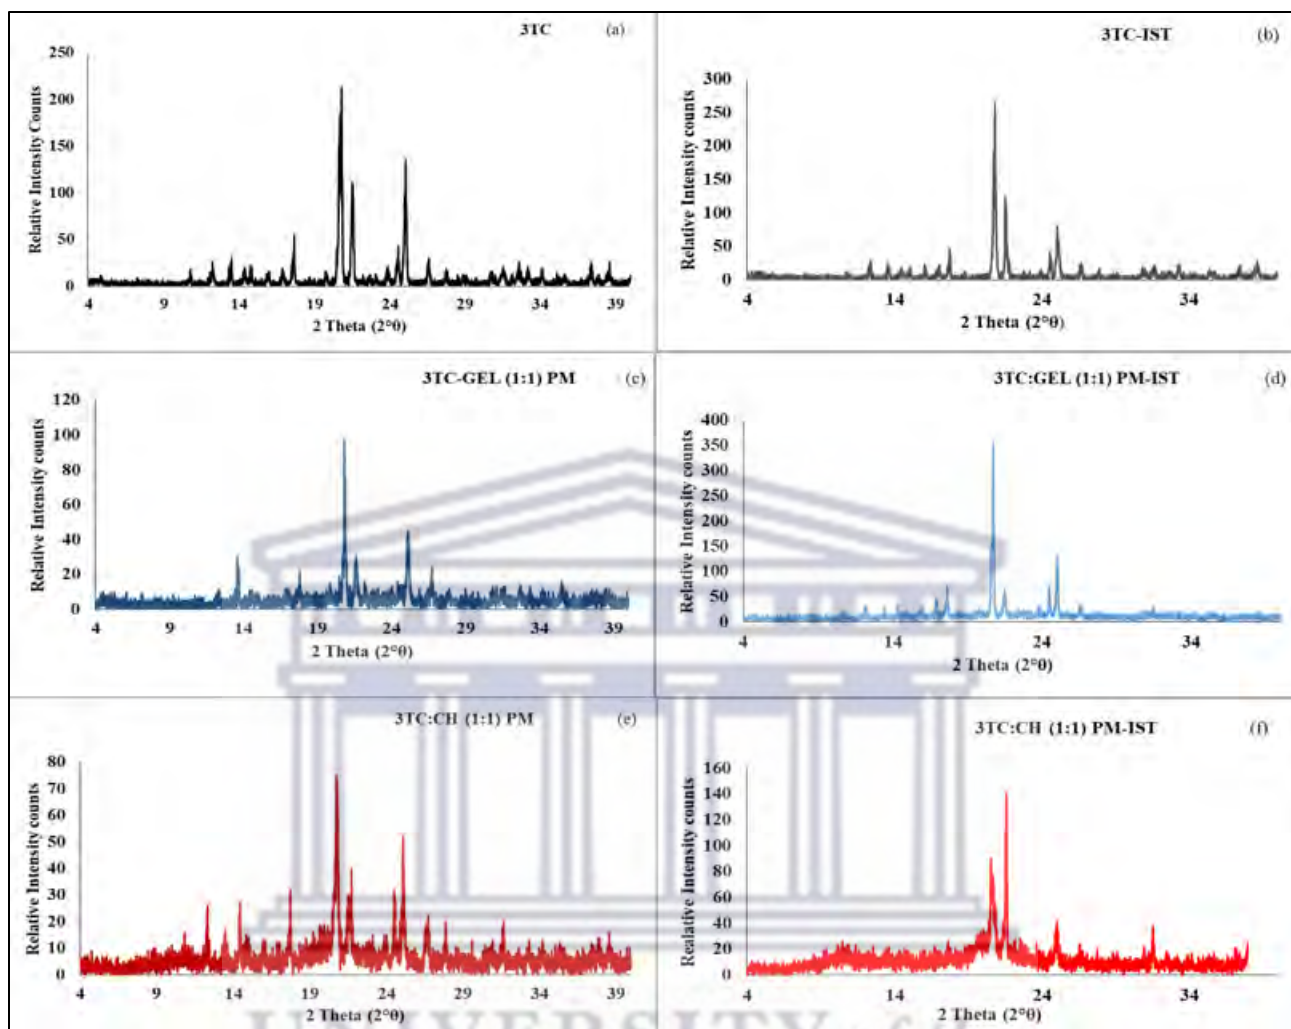 3TC (a)
Relative Intensity Counts
250
200
150
100
50
0
4 9 14 19 24 29 34 39
2 Theta (2°θ)
3TC-IST (b)
Relative Intensity counts
300
250
200
150
100
50
0
4 14 24 34
2 Theta (2°θ)
3TC-GEL (1:1) PM (c)
Relative Intensity counts
120
100
80
60
40
20
0
4 9 14 19 24 29 34 39
2 Theta (2°θ)
3TC:GEL (1:1) PM-IST (d)
Relative Intensity counts
400
350
300
250
200
150
100
50
0
4 14 24 34
2 Theta (2°θ)
3TC:CH (1:1) PM (e)
Relative Intensity counts
80
70
60
50
40
30
20
10
0
4 9 14 19 24 29 34 39
2 Theta (2°θ)
3TC:CH (1:1) PM-IST (f)
Realative Intensity counts
160
140
120
100
80
60
40
20
0
4 14 24 34
2 Theta (2°θ)